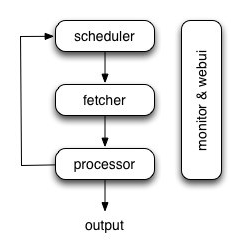 scheduler
fetcher
processor
output
monitor & webui